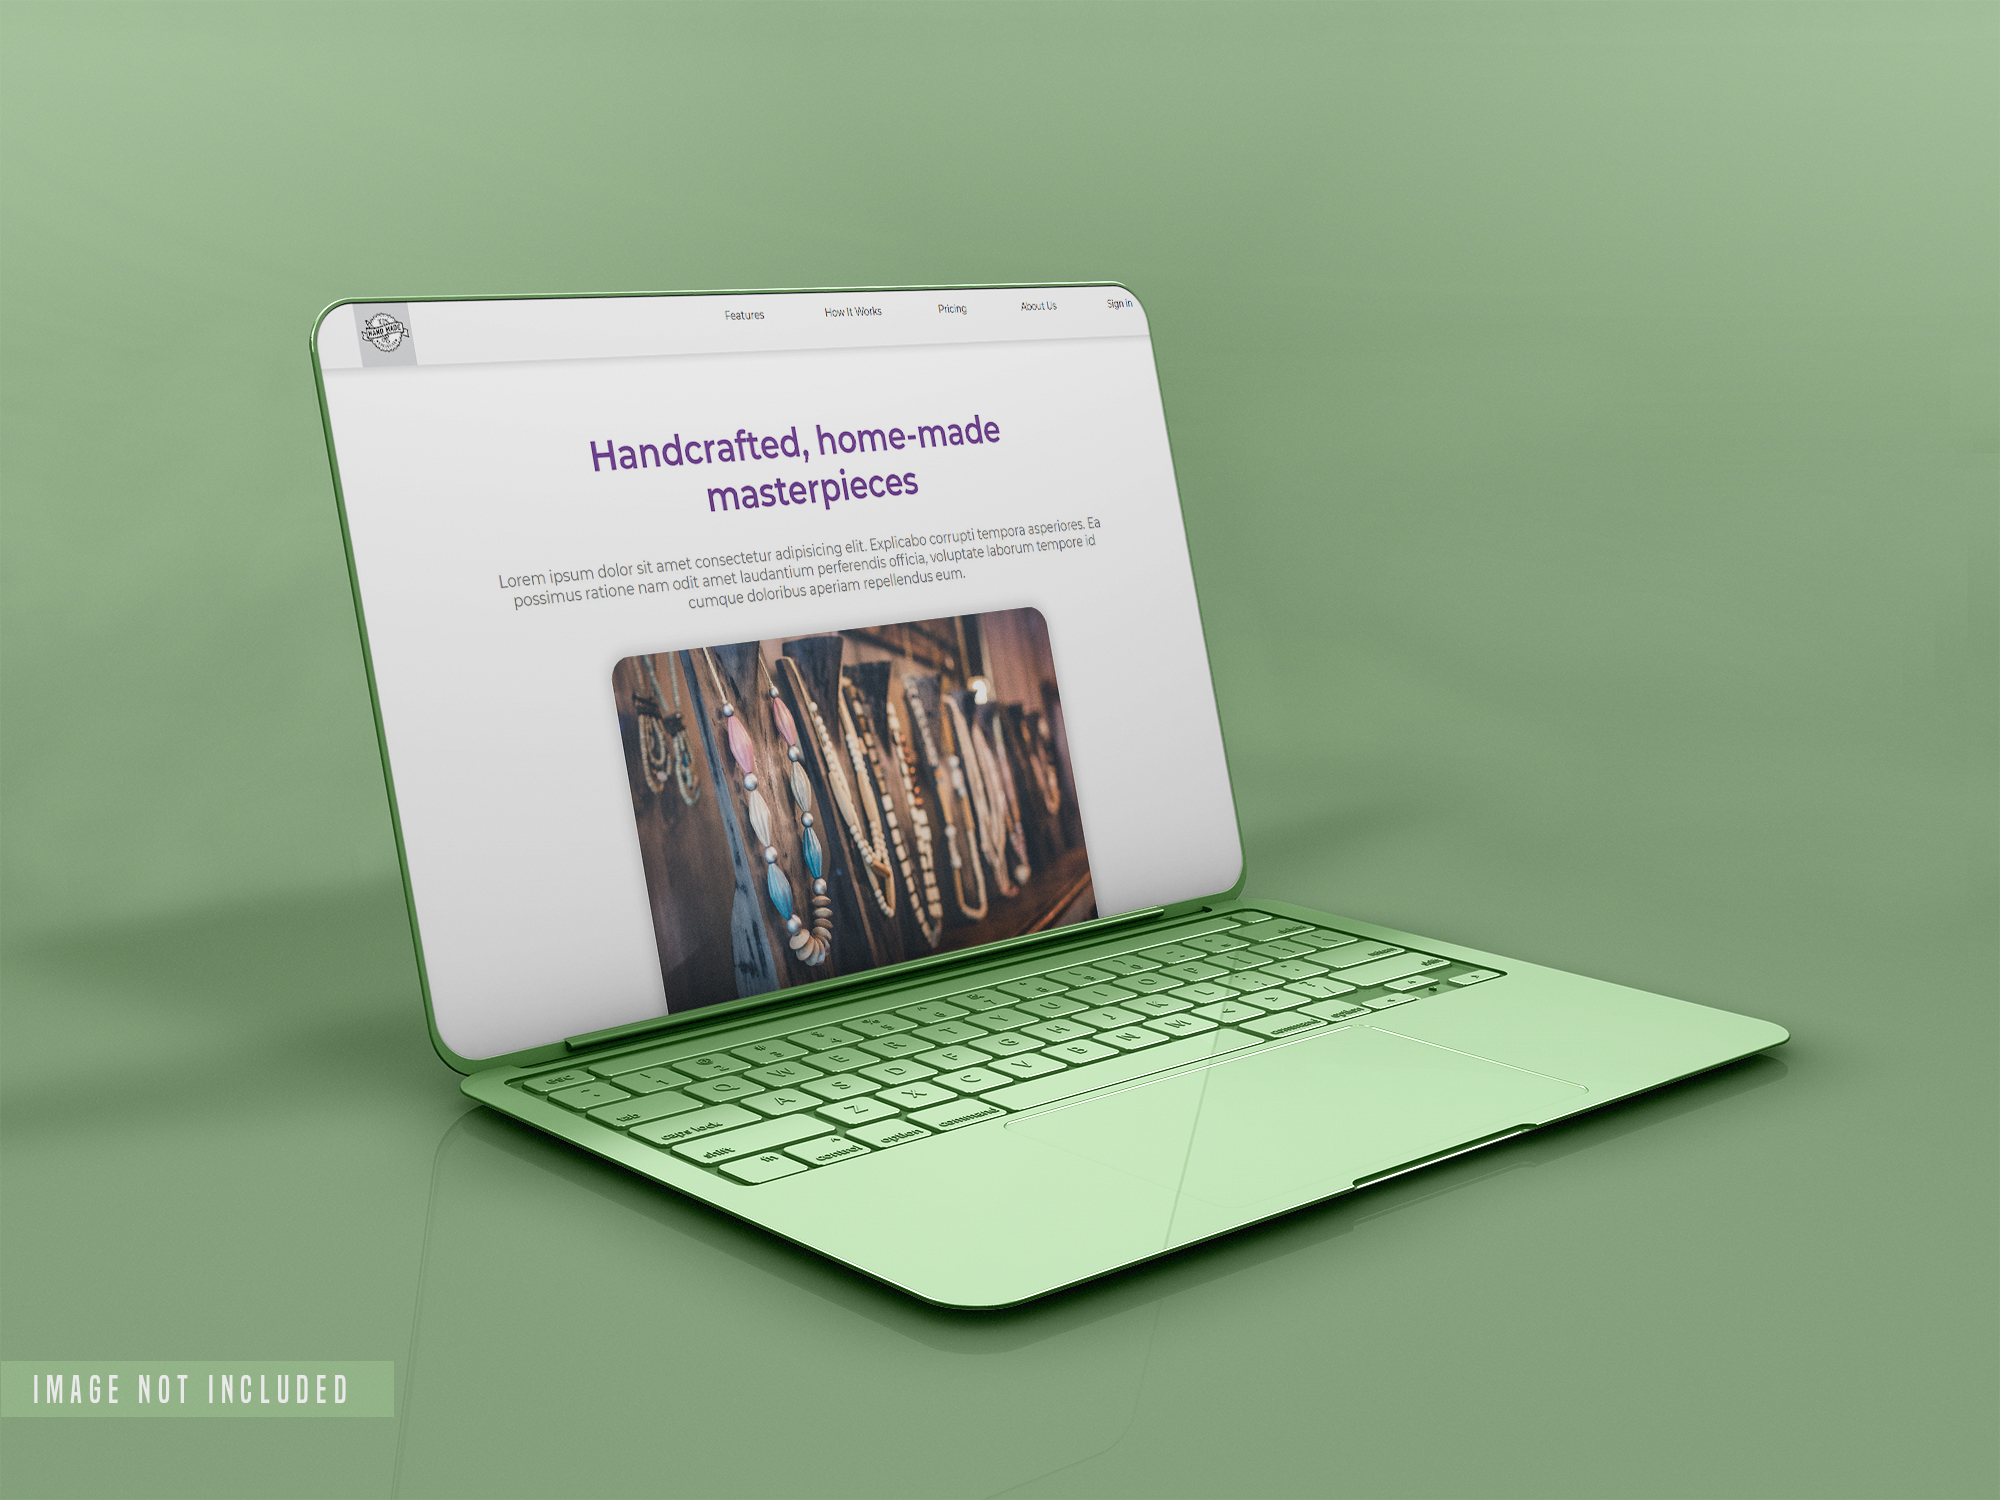 HAND MADE
Features
How It Works
Pricing
About Us
Sign in
Handcrafted, home-made
masterpieces
Lorem ipsum dolor sit amet consectetur adipisicing elit. Explicabo corrupti tempora asperiores. Ea
possimus ratione nam odit amet laudantium perferendis officia, voluptate laborum tempore id
cumque doloribus aperiam repellendus eum.
esc
tab Q W E R T Y U I O P
caps lock A S D F G H J K L
shift Z X C V B N M < > ?
fn control option command command option
IMAGE NOT INCLUDED